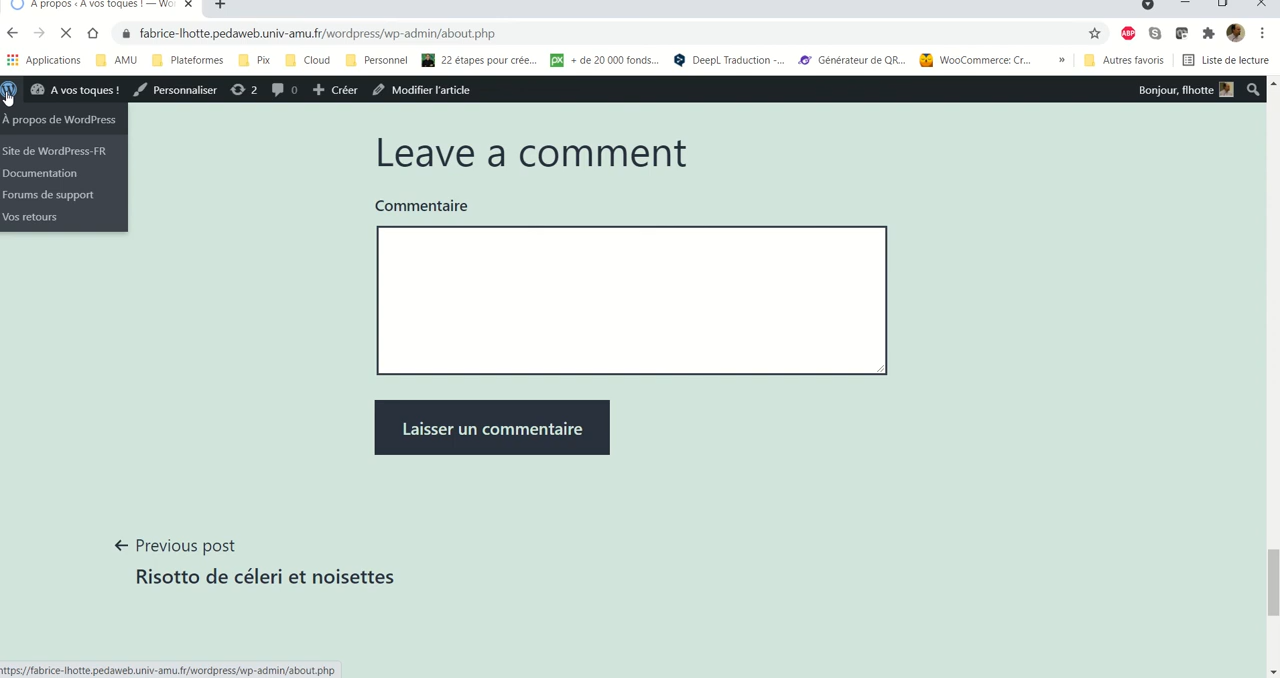 À propos ‹ A vos toques ! — Wor
fabrice-lhotte.pedaweb.univ-amu.fr/wordpress/wp-admin/about.php
ABP
Applications AMU Plateformes Pix Cloud Personnel 22 étapes pour crée... px + de 20 000 fonds... DeepL Traduction -... Générateur de QR... WooCommerce: Cr... » Autres favoris Liste de lecture
A vos toques ! Personnaliser 2 0 Créer Modifier l'article Bonjour, flhotte
À propos de WordPress
Site de WordPress-FR
Documentation
Forums de support
Vos retours
Leave a comment
Commentaire
Laisser un commentaire
← Previous post
Risotto de céleri et noisettes
https://fabrice-lhotte.pedaweb.univ-amu.fr/wordpress/wp-admin/about.php